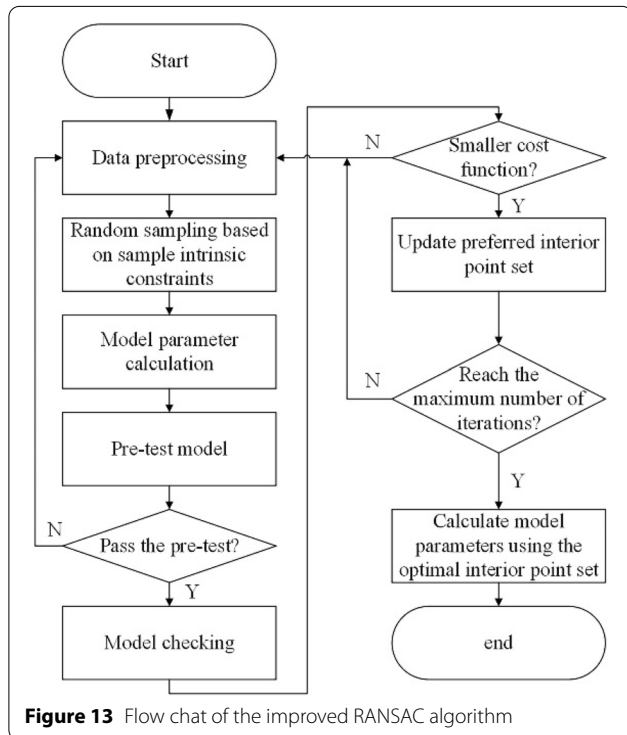 Start
Data preprocessing
Random sampling based
on sample intrinsic
constraints
Model parameter
calculation
Pre-test model
N
Pass the pre-test?
Y
Model checking
N
Smaller cost
function?
Y
Update preferred interior
point set
N
Reach the
maximum number of
iterations?
Y
Calculate model
parameters using the
optimal interior point set
end
Figure 13 Flow chat of the improved RANSAC algorithm